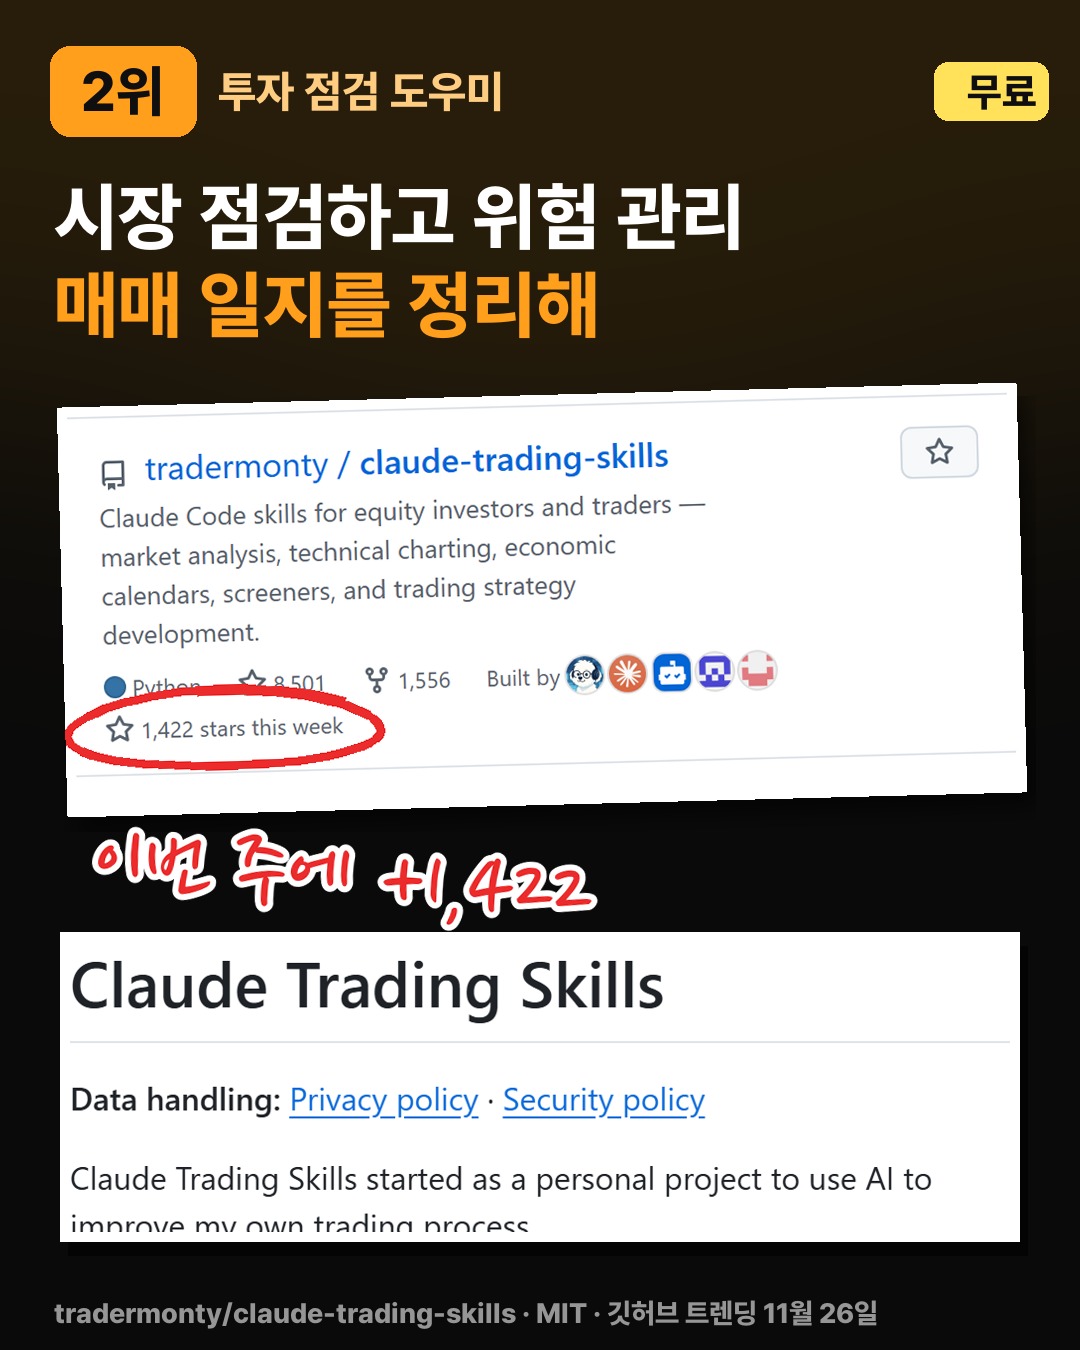 2위
투자 점검 도우미
무료
시장 점검하고 위험 관리
매매 일지를 정리해
tradermonty / claude-trading-skills
Claude Code skills for equity investors and traders —
market analysis, technical charting, economic
calendars, screeners, and trading strategy
development.
Python 8,501 1,556 Built by
1,422 stars this week
이번 주에 +1,422
Claude Trading Skills
Data handling: Privacy policy · Security policy
Claude Trading Skills started as a personal project to use AI to
improve my own trading process
tradermonty/claude-trading-skills · MIT · 깃허브 트렌딩 11월 26일